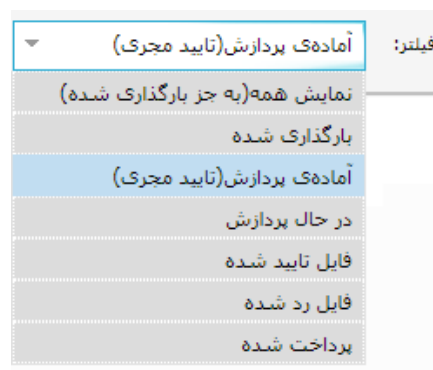 فیلتر: آماده‌ی پردازش(تایید مجری)
نمایش همه(به جز بارگذاری شده)
بارگذاری شده
آماده‌ی پردازش(تایید مجری)
در حال پردازش
فایل تایید شده
فایل رد شده
پرداخت شده